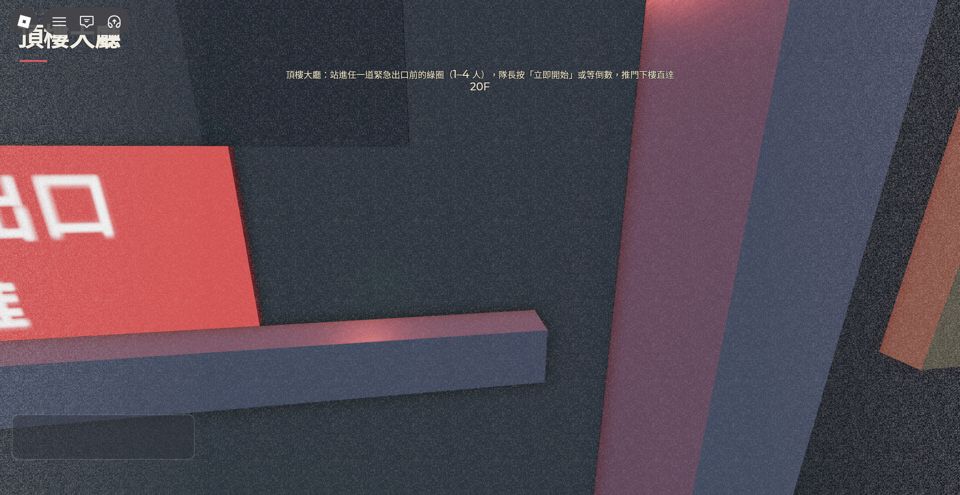 頂樓大廳
頂樓大廳：站進任一道緊急出口前的綠圈（1–4 人），隊長按「立即開始」或等倒數，推門下樓直達
20F
出口